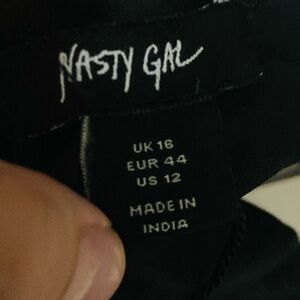 NASTY GAL
UK 16
EUR 44
US 12
MADE IN
INDIA